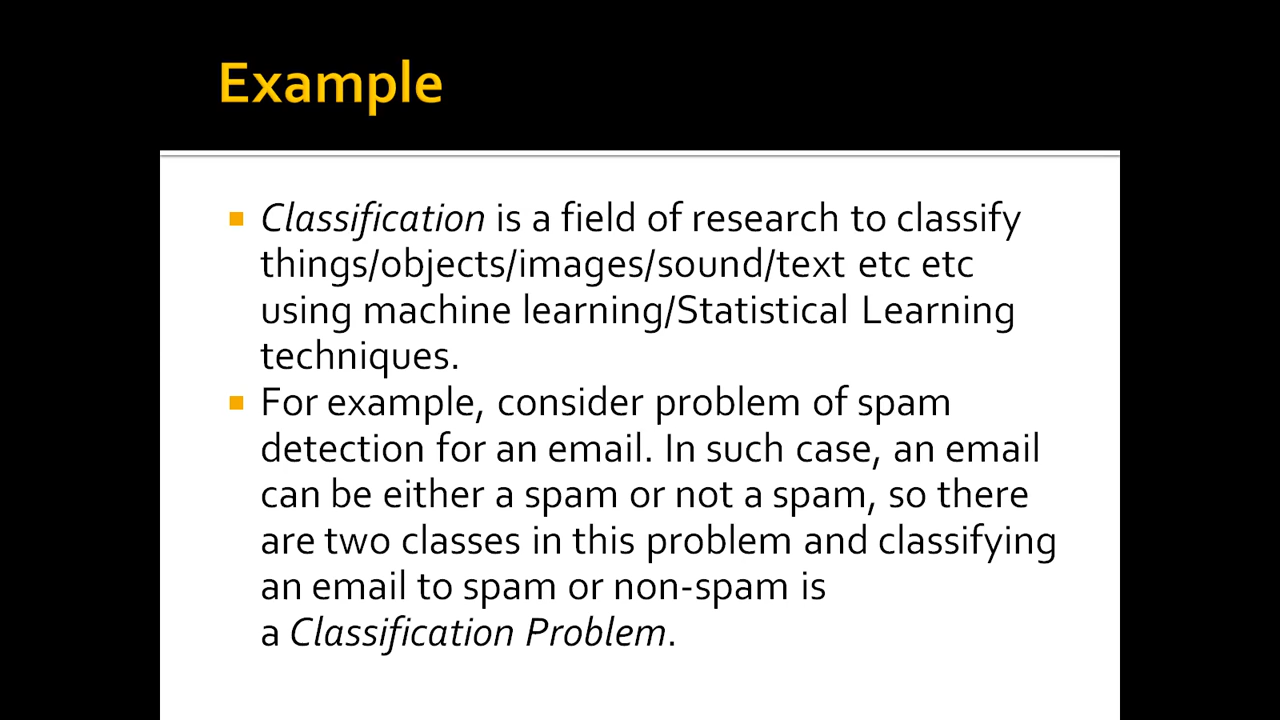 Example
Classification is a field of research to classify
things/objects/images/sound/text etc etc
using machine learning/Statistical Learning
techniques.
For example, consider problem of spam
detection for an email. In such case, an email
can be either a spam or not a spam, so there
are two classes in this problem and classifying
an email to spam or non-spam is
a Classification Problem.